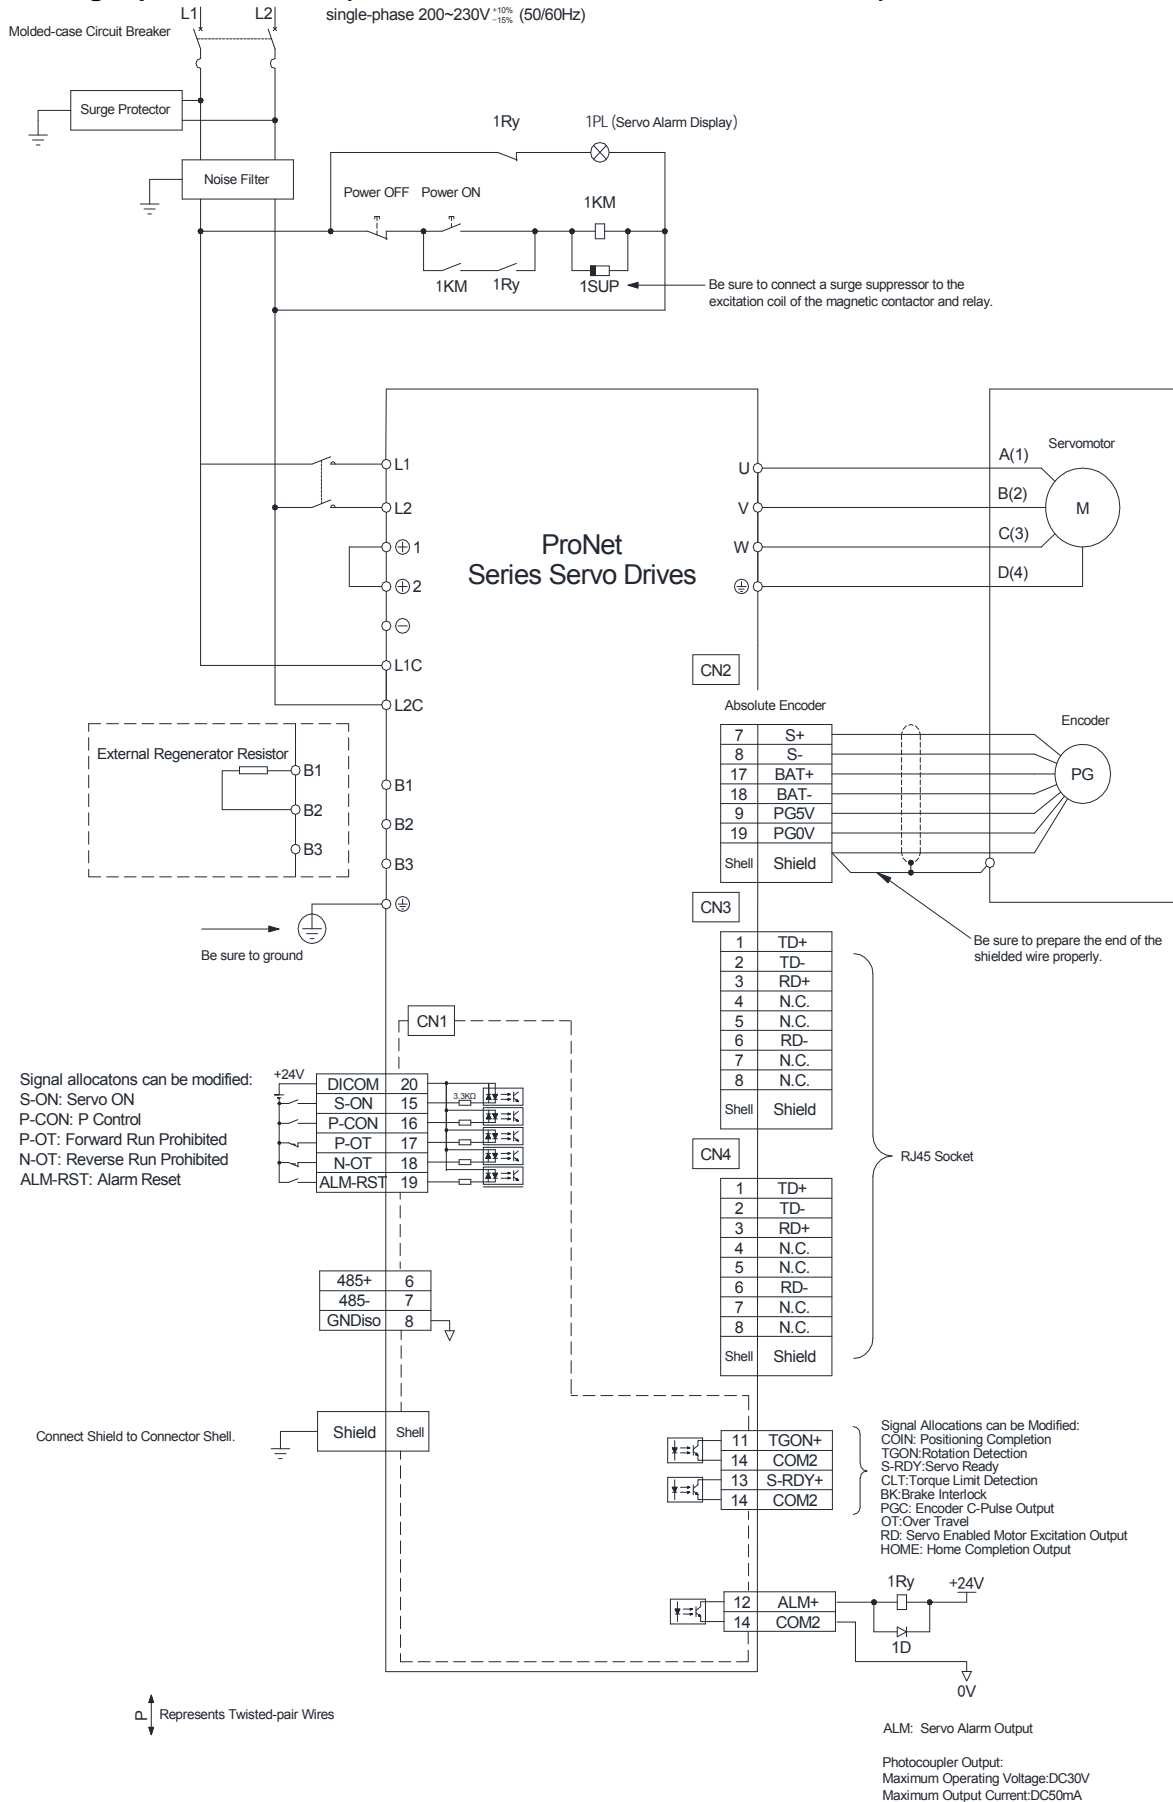 L1 L2 single-phase 200~230V +10% -15% (50/60Hz)
Molded-case Circuit Breaker
Surge Protector
1Ry 1PL (Servo Alarm Display)
Noise Filter
Power OFF Power ON
1KM
1KM 1Ry 1SUP
Be sure to connect a surge suppressor to the
excitation coil of the magnetic contactor and relay.
L1
L2
⊕1
⊕2
⊖
L1C
L2C
ProNet
Series Servo Drives
U
V
W
A(1)
B(2)
C(3)
D(4)
Servomotor
M
External Regenerator Resistor
B1
B2
B3
B1
B2
B3
Be sure to ground
CN2
Absolute Encoder
7 S+
8 S-
17 BAT+
18 BAT-
9 PG5V
19 PG0V
Shell Shield
Encoder
PG
Be sure to prepare the end of the
shielded wire properly.
CN3
1 TD+
2 TD-
3 RD+
4 N.C.
5 N.C.
6 RD-
7 N.C.
8 N.C.
Shell Shield
CN4
1 TD+
2 TD-
3 RD+
4 N.C.
5 N.C.
6 RD-
7 N.C.
8 N.C.
Shell Shield
RJ45 Socket
CN1
Signal allocatons can be modified:
S-ON: Servo ON
P-CON: P Control
P-OT: Forward Run Prohibited
N-OT: Reverse Run Prohibited
ALM-RST: Alarm Reset
+24V
DICOM 20
S-ON 15
P-CON 16
P-OT 17
N-OT 18
ALM-RST 19
3.3KΩ
485+ 6
485- 7
GNDiso 8
Connect Shield to Connector Shell.
Shield Shell
11 TGON+
14 COM2
13 S-RDY+
14 COM2
Signal Allocations can be Modified:
COIN: Positioning Completion
TGON:Rotation Detection
S-RDY:Servo Ready
CLT:Torque Limit Detection
BK:Brake Interlock
PGC: Encoder C-Pulse Output
OT:Over Travel
RD: Servo Enabled Motor Excitation Output
HOME: Home Completion Output
12 ALM+
14 COM2
1Ry +24V
1D
0V
P Represents Twisted-pair Wires
ALM: Servo Alarm Output
Photocoupler Output:
Maximum Operating Voltage:DC30V
Maximum Output Current:DC50mA